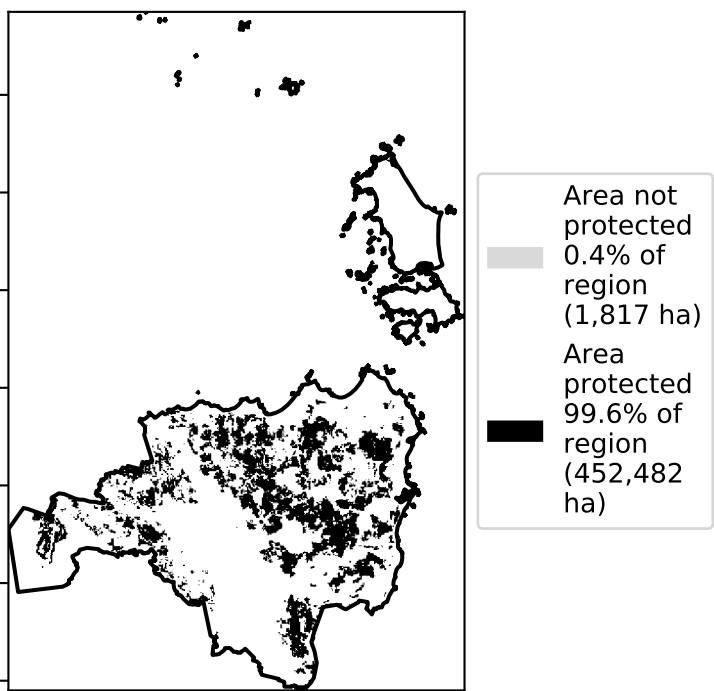 Area not
protected
0.4% of
region
(1,817 ha)
Area
protected
99.6% of
region
(452,482
ha)